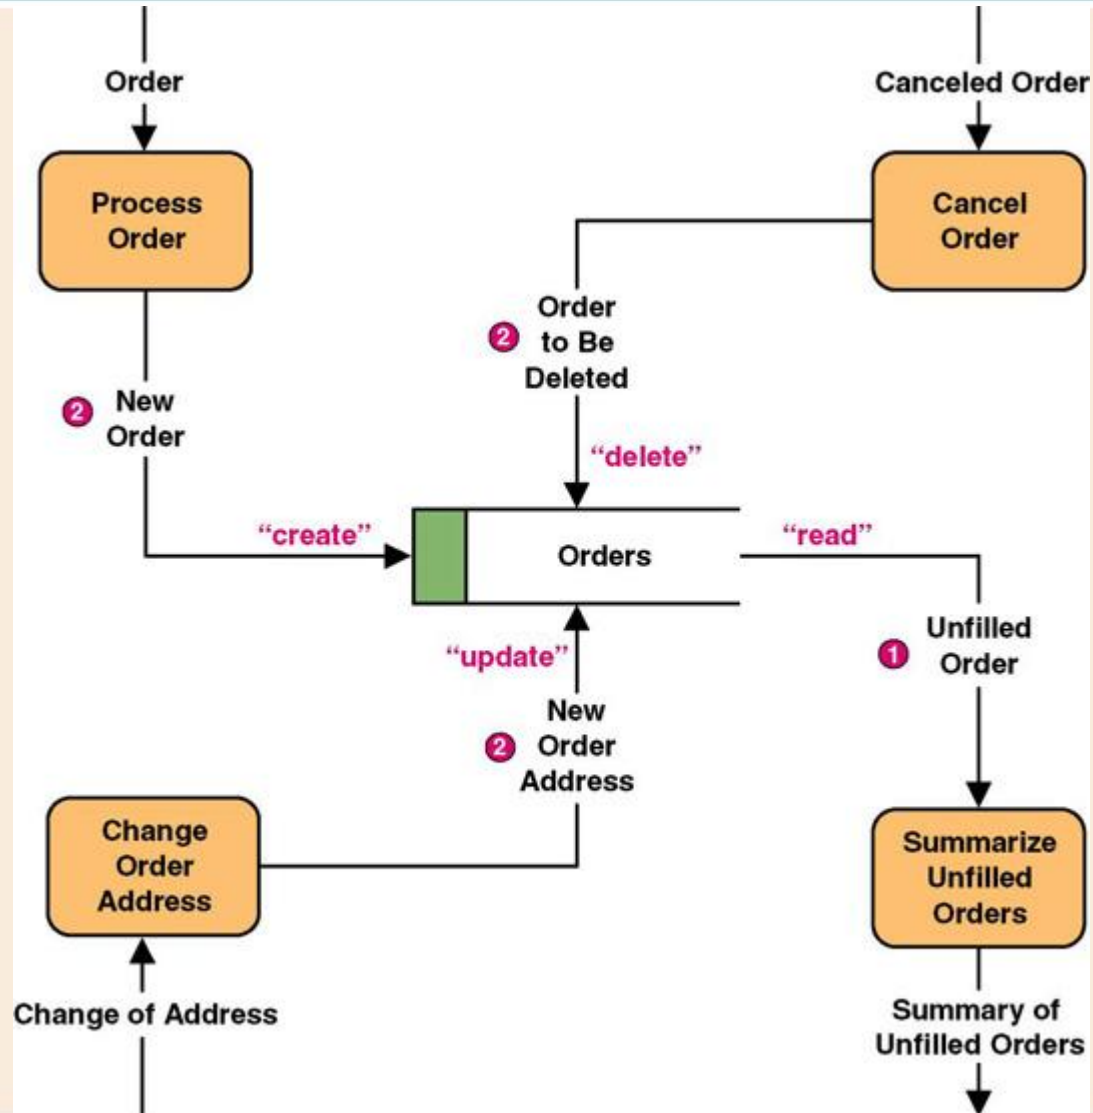 Order
Canceled Order
Process
Order
Cancel
Order
Order
2
to Be
Deleted
2
New
Order
“delete”
“create”
Orders
“read”
“update”
Unfilled
1
Order
New
2
Order
Address
Change
Order
Address
Summarize
Unfilled
Orders
Change of Address
Summary of
Unfilled Orders